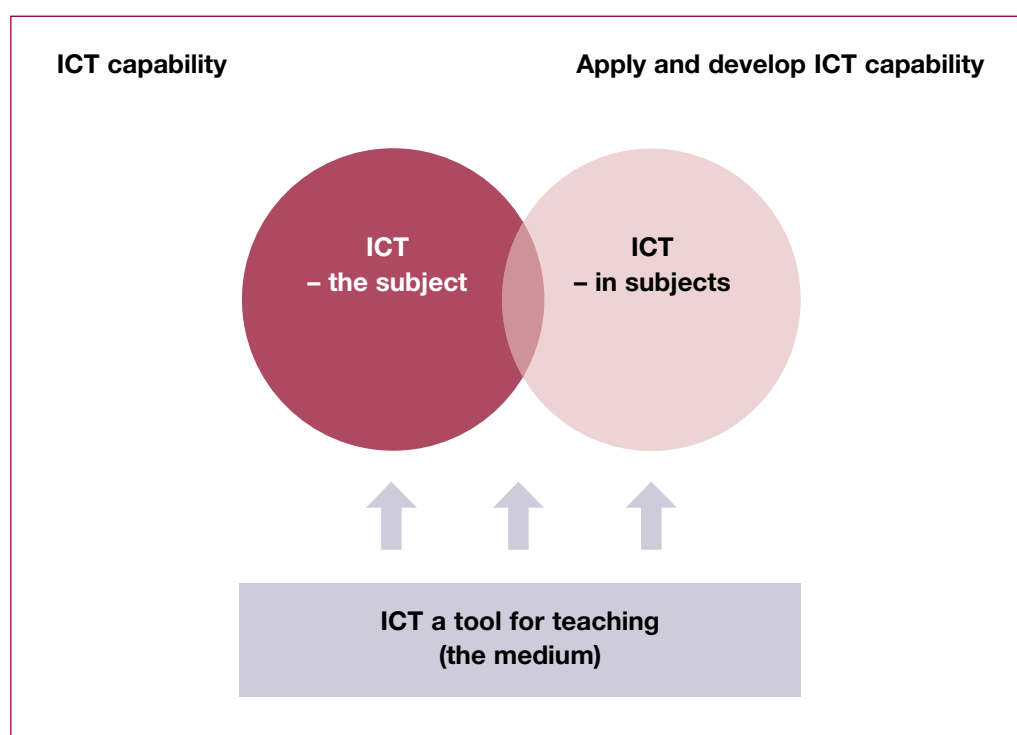 ICT capability
Apply and develop ICT capability
ICT
– the subject
ICT
– in subjects
ICT a tool for teaching
(the medium)